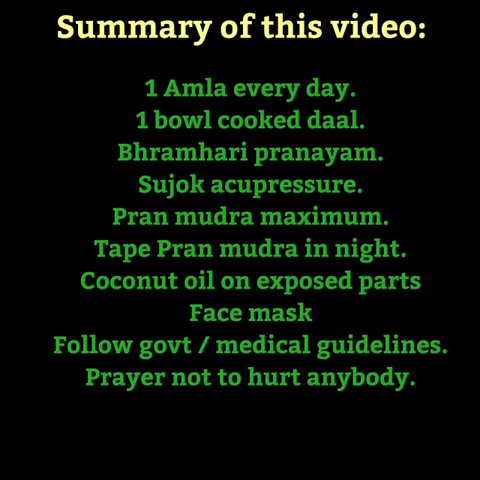 Summary of this video:
1 Amla every day.
1 bowl cooked daal.
Bhramhari pranayam.
Sujok acupressure.
Pran mudra maximum.
Tape Pran mudra in night.
Coconut oil on exposed parts
Face mask
Follow govt / medical guidelines.
Prayer not to hurt anybody.